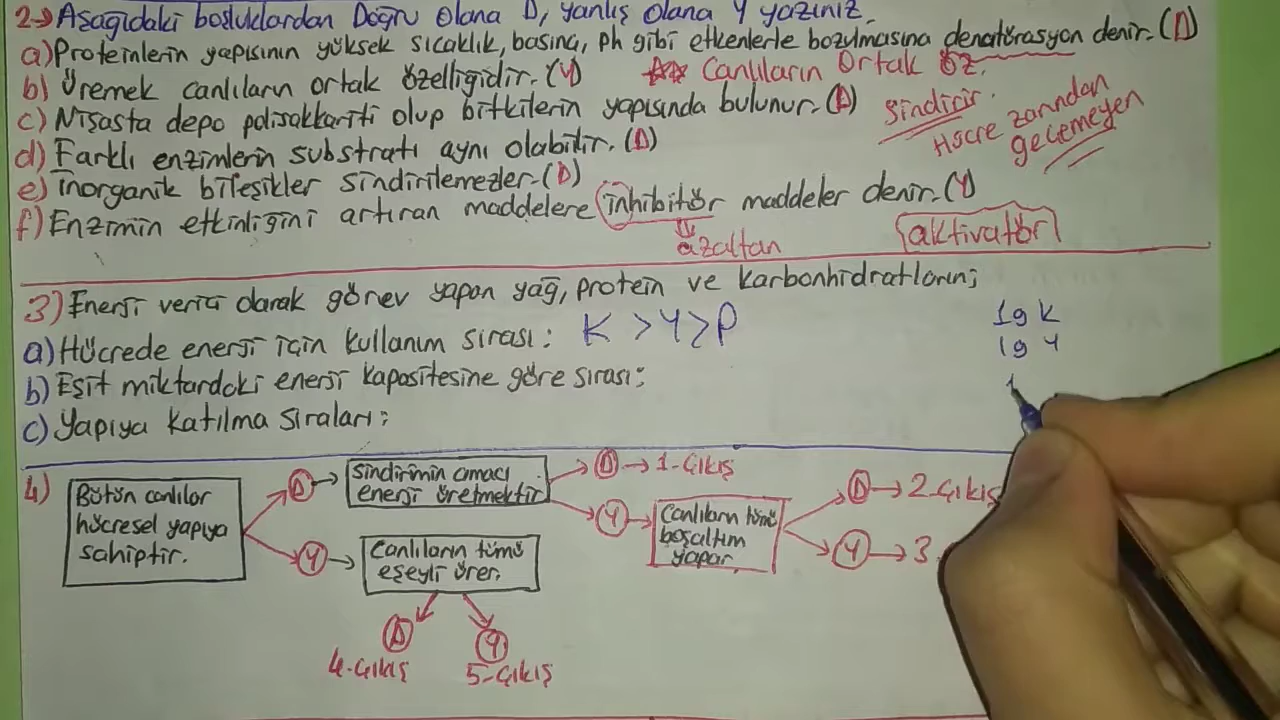 2-) Aşağıdaki boşluklardan Doğru olana D, yanlış olana Y yazınız.
a) Proteinlerin yapısının yüksek sıcaklık, basınç, ph gibi etkenlerle bozulmasına denatürasyon denir. (D)
b) Üremek canlıların ortak özelliğidir. (Y) ** Canlıların Ortak Öz.
c) Nişasta depo polisakkariti olup bitkilerin yapısında bulunur. (D) Sindirir.
Hücre zarından
geçemeyen
d) Farklı enzimlerin substratı aynı olabilir. (D)
e) İnorganik bileşikler sindirilemezler. (D)
f) Enzimin etkinliğini artıran maddelere inhibitör maddeler denir. (Y)
azaltan
aktivatör
3) Enerji verici olarak görev yapan yağ, protein ve karbonhidratların;
a) Hücrede enerji için kullanım sırası: K > Y > P
1g K
1g Y
1
b) Eşit miktardaki enerji kapasitesine göre sırası:
c) Yapıya katılma sıraları:
4)
Bütün canlılar
hücresel yapıya
sahiptir.
D
Sindirimin amacı
enerji üretmektir
D → 1-Çıkış
Y
Canlıların tümü
boşaltım
yapar.
D → 2-Çıkış
Y → 3.
Y
Canlıların tümü
eşeyli ürer.
D
4-Çıkış
Y
5-Çıkış